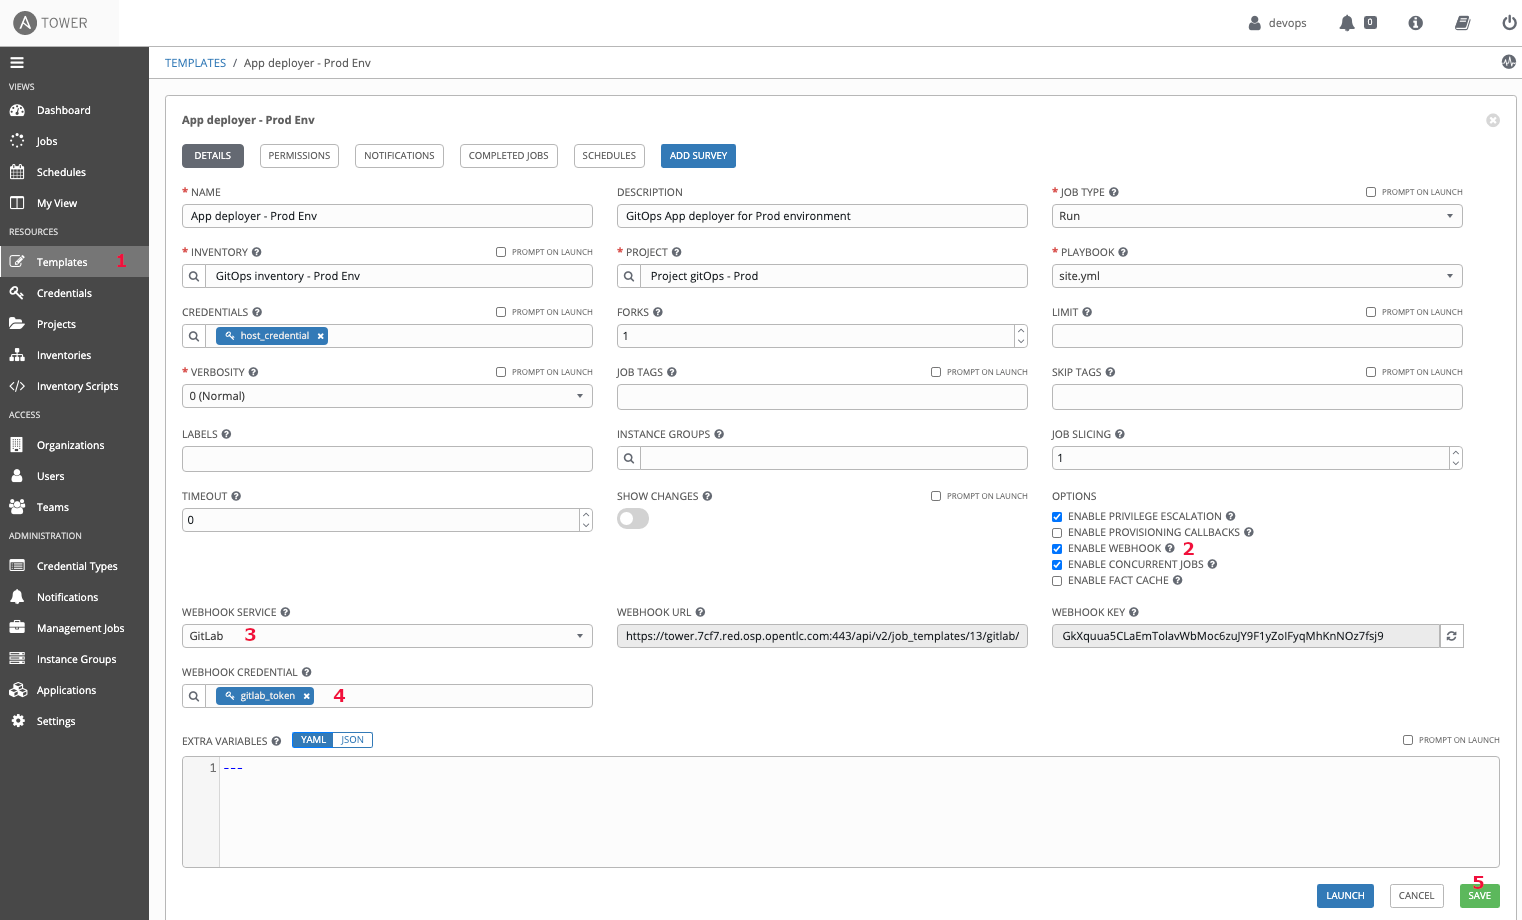 A TOWER
devops
0
VIEWS
Dashboard
Jobs
Schedules
My View
RESOURCES
Templates 1
Credentials
Projects
Inventories
Inventory Scripts
ACCESS
Organizations
Users
Teams
ADMINISTRATION
Credential Types
Notifications
Management Jobs
Instance Groups
Applications
Settings
TEMPLATES / App deployer - Prod Env
App deployer - Prod Env
DETAILS PERMISSIONS NOTIFICATIONS COMPLETED JOBS SCHEDULES ADD SURVEY
* NAME DESCRIPTION * JOB TYPE ? PROMPT ON LAUNCH
App deployer - Prod Env GitOps App deployer for Prod environment Run
* INVENTORY ? PROMPT ON LAUNCH * PROJECT ? * PLAYBOOK ?
GitOps inventory - Prod Env Project gitOps - Prod site.yml
CREDENTIALS ? PROMPT ON LAUNCH FORKS ? LIMIT ? PROMPT ON LAUNCH
host_credential × 1
* VERBOSITY ? PROMPT ON LAUNCH JOB TAGS ? PROMPT ON LAUNCH SKIP TAGS ? PROMPT ON LAUNCH
0 (Normal)
LABELS ? INSTANCE GROUPS ? JOB SLICING ?
1
TIMEOUT ? SHOW CHANGES ? PROMPT ON LAUNCH OPTIONS
0
ENABLE PRIVILEGE ESCALATION ?
ENABLE PROVISIONING CALLBACKS ?
ENABLE WEBHOOK ? 2
ENABLE CONCURRENT JOBS ?
ENABLE FACT CACHE ?
WEBHOOK SERVICE ? WEBHOOK URL ? WEBHOOK KEY ?
GitLab 3 https://tower.7cf7.red.osp.opentlc.com:443/api/v2/job_templates/13/gitlab/ GkXquua5CLaEmTolavWbMoc6zuJY9F1yZoIFyqMhKnNOz7fsj9
WEBHOOK CREDENTIAL ?
gitlab_token × 4
EXTRA VARIABLES ? YAML JSON PROMPT ON LAUNCH
1 ---
5
LAUNCH CANCEL SAVE